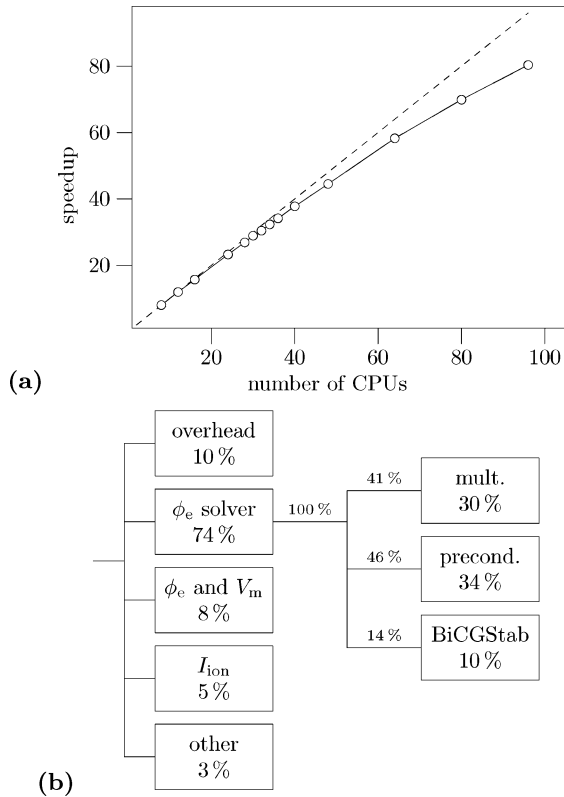 80
60
40
20
speedup
20
40
60
80
100
number of CPUs
(a)
overhead
10 %
ϕe solver
74 %
ϕe and Vm
8 %
Iion
5 %
other
3 %
100 %
41 %
mult.
30 %
46 %
precond.
34 %
14 %
BiCGStab
10 %
(b)